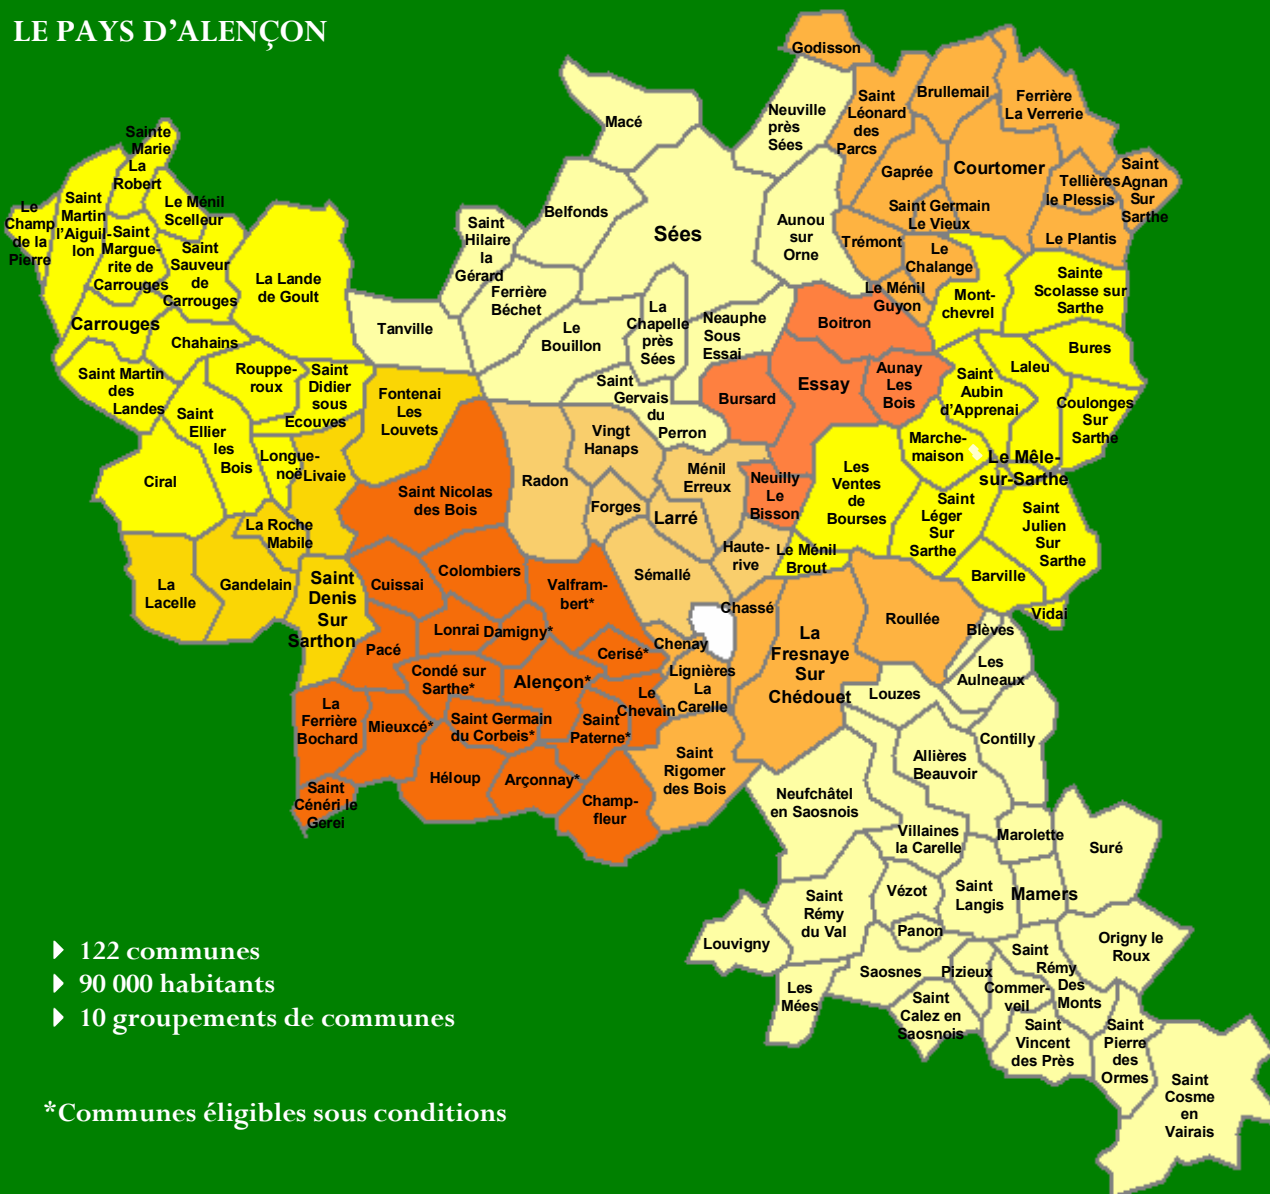 LE PAYS D'ALENÇON
Godisson
Saint
Léonard
des
Parcs
Brullemail
Ferrière
La Verrerie
Macé
Neuville
près
Sées
Gaprée
Courtomer
Tellières
le Plessis
Saint
Agnan
Sur
Sarthe
Saint Germain
Le Vieux
Le Plantis
Trémont
Le
Chalange
Le Ménil
Guyon
Sainte
Marie
La
Robert
Le
Champ
de la
Pierre
Saint
Martin
l'Aiguil-
lon
Le Ménil
Scelleur
Saint
Margue-
rite de
Carrouges
Saint
Sauveur
de
Carrouges
La Lande
de Goult
Carrouges
Chahains
Saint Martin
des
Landes
Rouppe-
roux
Saint
Didier
sous
Ecouves
Saint
Ellier
les
Bois
Ciral
Longue-
noë
Livaie
Fontenai
Les
Louvets
La Roche
Mabile
La
Lacelle
Gandelain
Saint
Denis
Sur
Sarthon
Belfonds
Saint
Hilaire
la
Gérard
Sées
Aunou
sur
Orne
Tanville
Ferrière
Béchet
Le
Bouillon
La
Chapelle
près
Sées
Neauphe
Sous
Essai
Saint
Gervais
du
Perron
Boitron
Essay
Aunay
Les
Bois
Bursard
Neuilly
Le
Bisson
Mont-
chevrel
Sainte
Scolasse sur
Sarthe
Bures
Laleu
Saint
Aubin
d'Apprenai
Coulonges
Sur
Sarthe
Marche-
maison
Le Mêle-
sur-Sarthe
Les
Ventes
de
Bourses
Saint
Léger
Sur
Sarthe
Saint
Julien
Sur
Sarthe
Le Ménil
Brout
Barville
Vidai
Radon
Vingt
Hanaps
Forges
Ménil
Erreux
Larré
Haute-
rive
Sémallé
Saint Nicolas
des Bois
Cuissai
Colombiers
Valfram-
bert*
Lonrai
Damigny*
Pacé
Cerisé*
Condé sur
Sarthe*
Alençon*
Le
Chevain
La
Ferrière
Bochard
Mieuxcé*
Saint Germain
du Corbeis*
Saint
Paterne*
Héloup
Arçonnay*
Champ-
fleur
Saint
Cénéri le
Gerei
Chassé
Chenay
Lignières
La
Carelle
La
Fresnaye
Sur
Chédouet
Roullée
Saint
Rigomer
des Bois
Blèves
Les
Aulneaux
Louzes
Contilly
Allières
Beauvoir
Neufchâtel
en Saosnois
Villaines
la Carelle
Marolette
Suré
Saint
Rémy
du Val
Vézot
Saint
Langis
Mamers
Panon
Louvigny
Origny le
Roux
Saosnes
Pizieux
Saint
Rémy
Des
Monts
Les
Mées
Commer-
veil
Saint
Calez en
Saosnois
Saint
Vincent
des Près
Saint
Pierre
des
Ormes
Saint
Cosme
en
Vairais
122 communes
90 000 habitants
10 groupements de communes
*Communes éligibles sous conditions